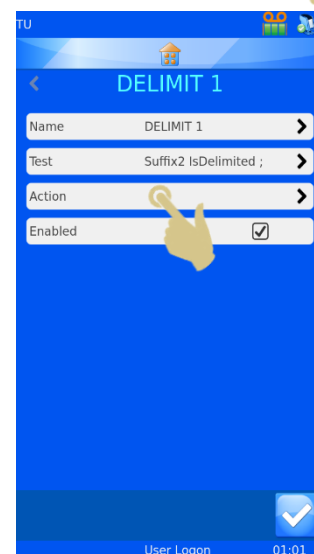 TU
DELIMIT 1
Name DELIMIT 1
Test Suffix2 IsDelimited ;
Action
Enabled
User Logon 01:01